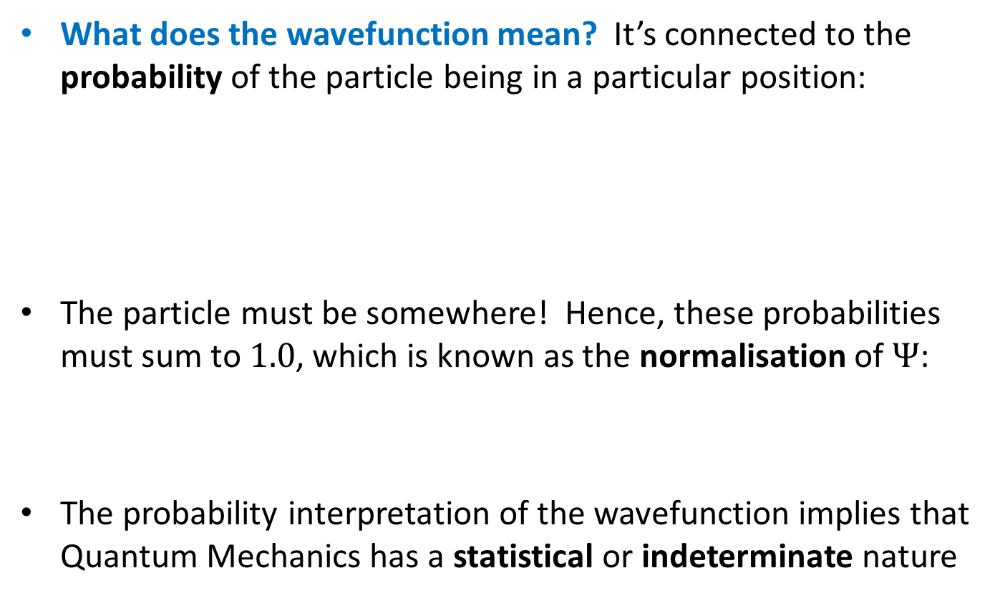 • What does the wavefunction mean? It’s connected to the
probability of the particle being in a particular position:
• The particle must be somewhere! Hence, these probabilities
must sum to 1.0, which is known as the normalisation of Ψ:
• The probability interpretation of the wavefunction implies that
Quantum Mechanics has a statistical or indeterminate nature